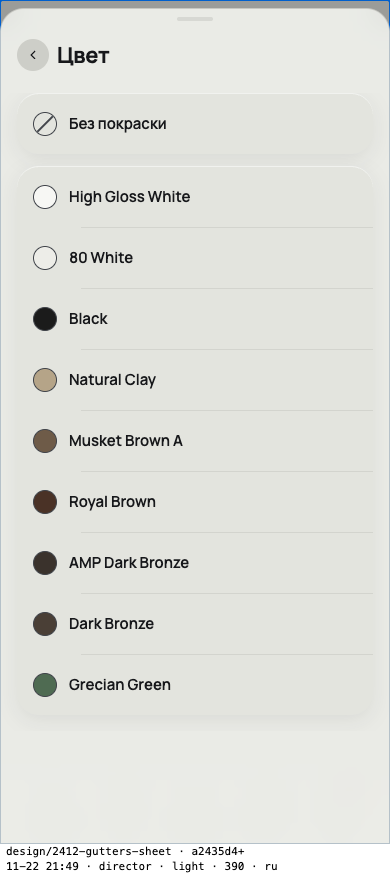 Цвет
Без покраски
High Gloss White
80 White
Black
Natural Clay
Musket Brown A
Royal Brown
AMP Dark Bronze
Dark Bronze
Grecian Green
design/2412-gutters-sheet · a2435d4+
11-22 21:49 · director · light · 390 · ru